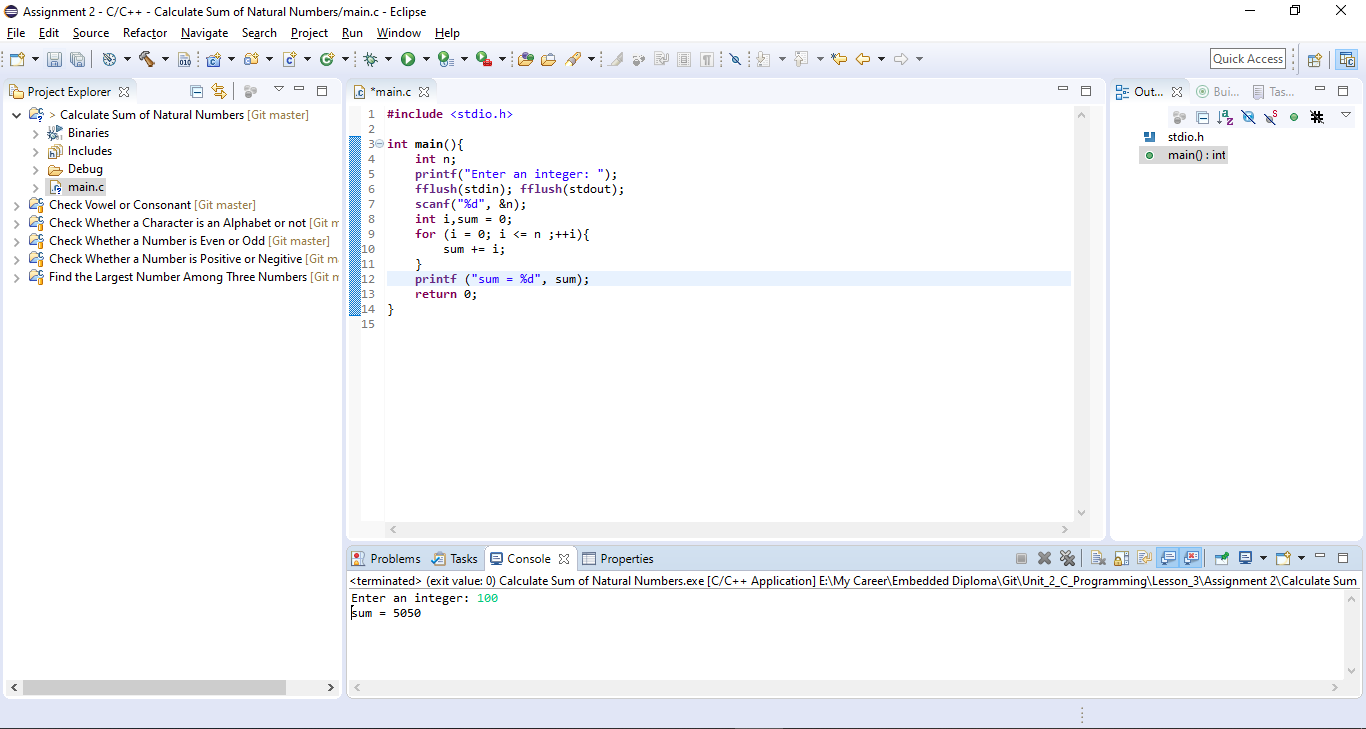 Assignment 2 - C/C++ - Calculate Sum of Natural Numbers/main.c - Eclipse
File Edit Source Refactor Navigate Search Project Run Window Help
Quick Access
Project Explorer
> Calculate Sum of Natural Numbers [Git master]
Binaries
Includes
Debug
main.c
Check Vowel or Consonant [Git master]
Check Whether a Character is an Alphabet or not [Git m
Check Whether a Number is Even or Odd [Git master]
Check Whether a Number is Positive or Negitive [Git m
Find the Largest Number Among Three Numbers [Git m
*main.c
1 #include <stdio.h>
2
3 int main(){
4 int n;
5 printf("Enter an integer: ");
6 fflush(stdin); fflush(stdout);
7 scanf("%d", &n);
8 int i,sum = 0;
9 for (i = 0; i <= n ;++i){
10 sum += i;
11 }
12 printf ("sum = %d", sum);
13 return 0;
14 }
15
Out... Bui... Tas...
stdio.h
main() : int
Problems Tasks Console Properties
<terminated> (exit value: 0) Calculate Sum of Natural Numbers.exe [C/C++ Application] E:\My Career\Embedded Diploma\Git\Unit_2_C_Programming\Lesson_3\Assignment 2\Calculate Sum
Enter an integer: 100
sum = 5050